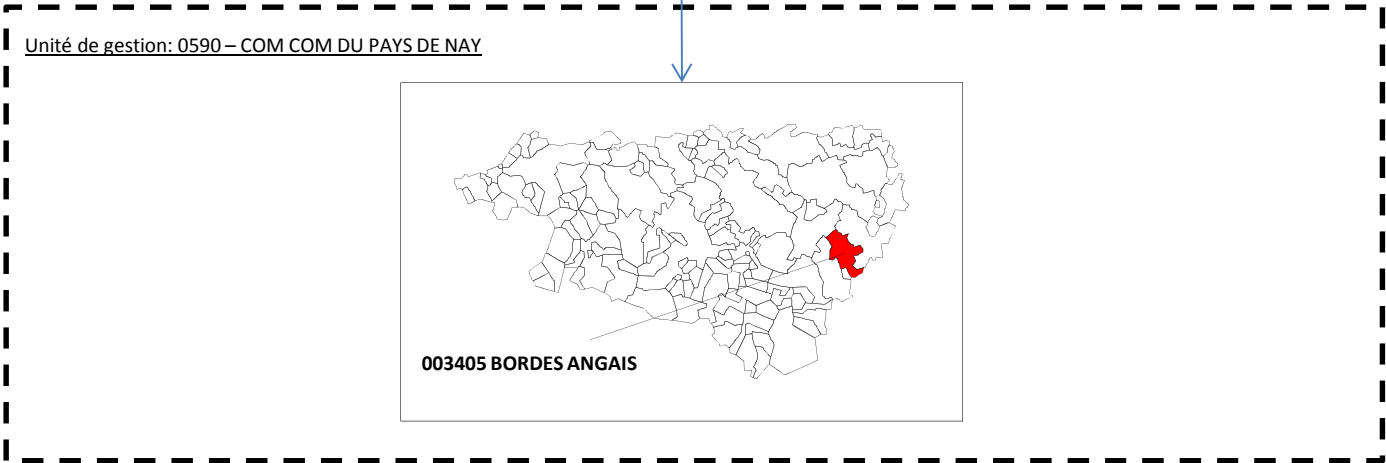 Unité de gestion: 0590 – COM COM DU PAYS DE NAY
003405 BORDES ANGAIS